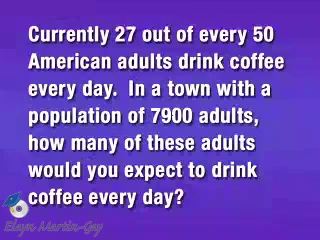 Currently 27 out of every 50
American adults drink coffee
every day.  In a town with a
population of 7900 adults,
how many of these adults
would you expect to drink
coffee every day?
Elayn Martin-Gay